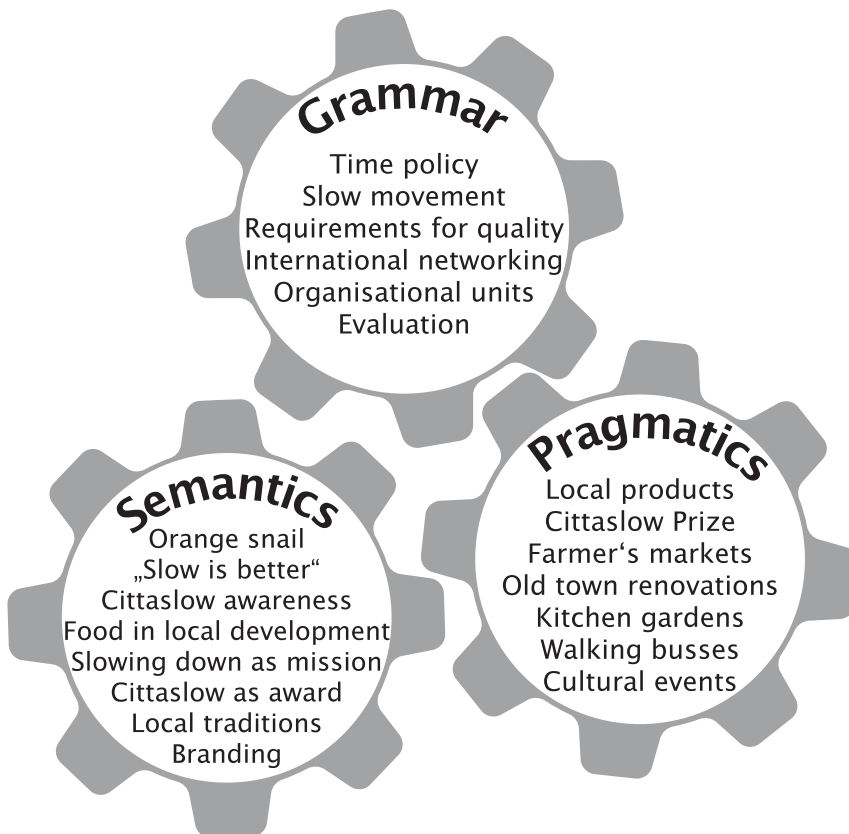 Grammar
Time policy
Slow movement
Requirements for quality
International networking
Organisational units
Evaluation
Semantics
Orange snail
„Slow is better“
Cittaslow awareness
Food in local development
Slowing down as mission
Cittaslow as award
Local traditions
Branding
Pragmatics
Local products
Cittaslow Prize
Farmer‘s markets
Old town renovations
Kitchen gardens
Walking busses
Cultural events